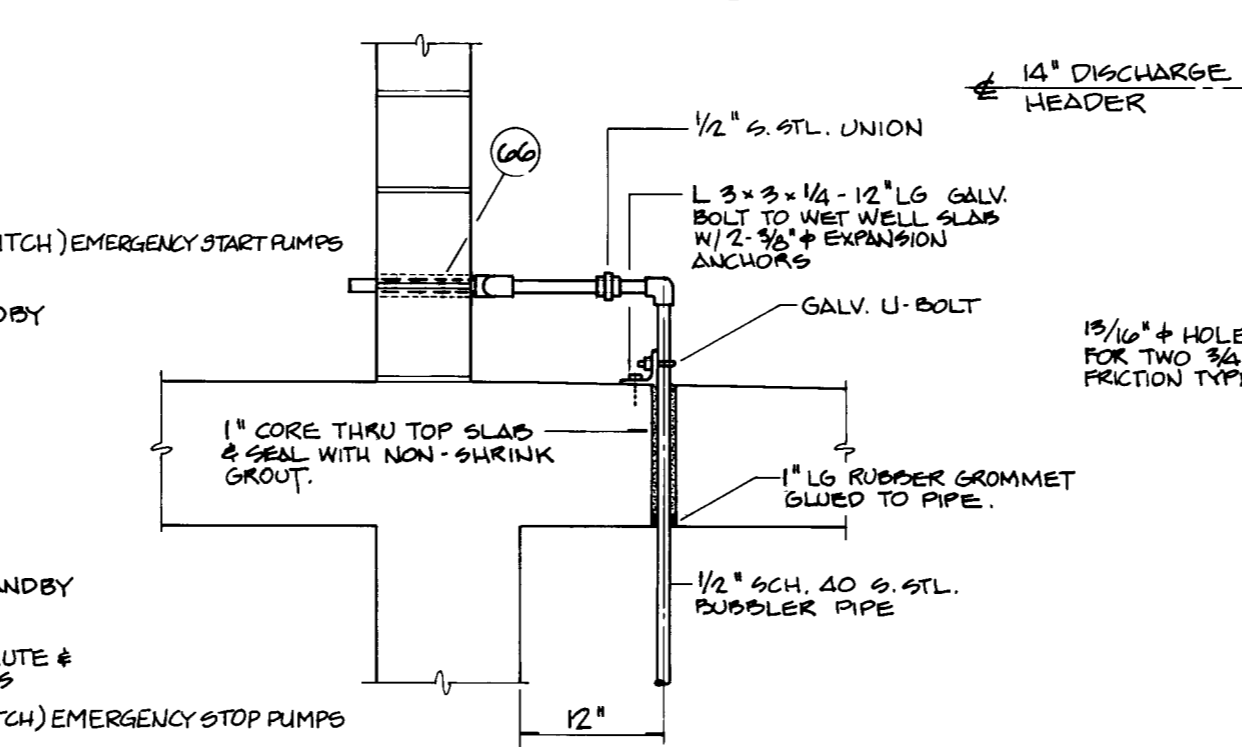 14" DISCHARGE
HEADER
1/2" S. STL. UNION
66
L 3 x 3 x 1/4 - 12" LG GALV.
BOLT TO WET WELL SLAB
W/ 2 - 3/8" ϕ EXPANSION
ANCHORS
ITCH) EMERGENCY START PUMPS
GALV. U-BOLT
DBY
13/16" ϕ HOLE
FOR TWO 3/4
FRICTION TYPE
1" CORE THRU TOP SLAB
& SEAL WITH NON-SHRINK
GROUT.
1" LG RUBBER GROMMET
GLUED TO PIPE.
ANDBY
1/2" SCH. 40 S. STL.
BUBBLER PIPE
UTE &
S
TCH) EMERGENCY STOP PUMPS
12"